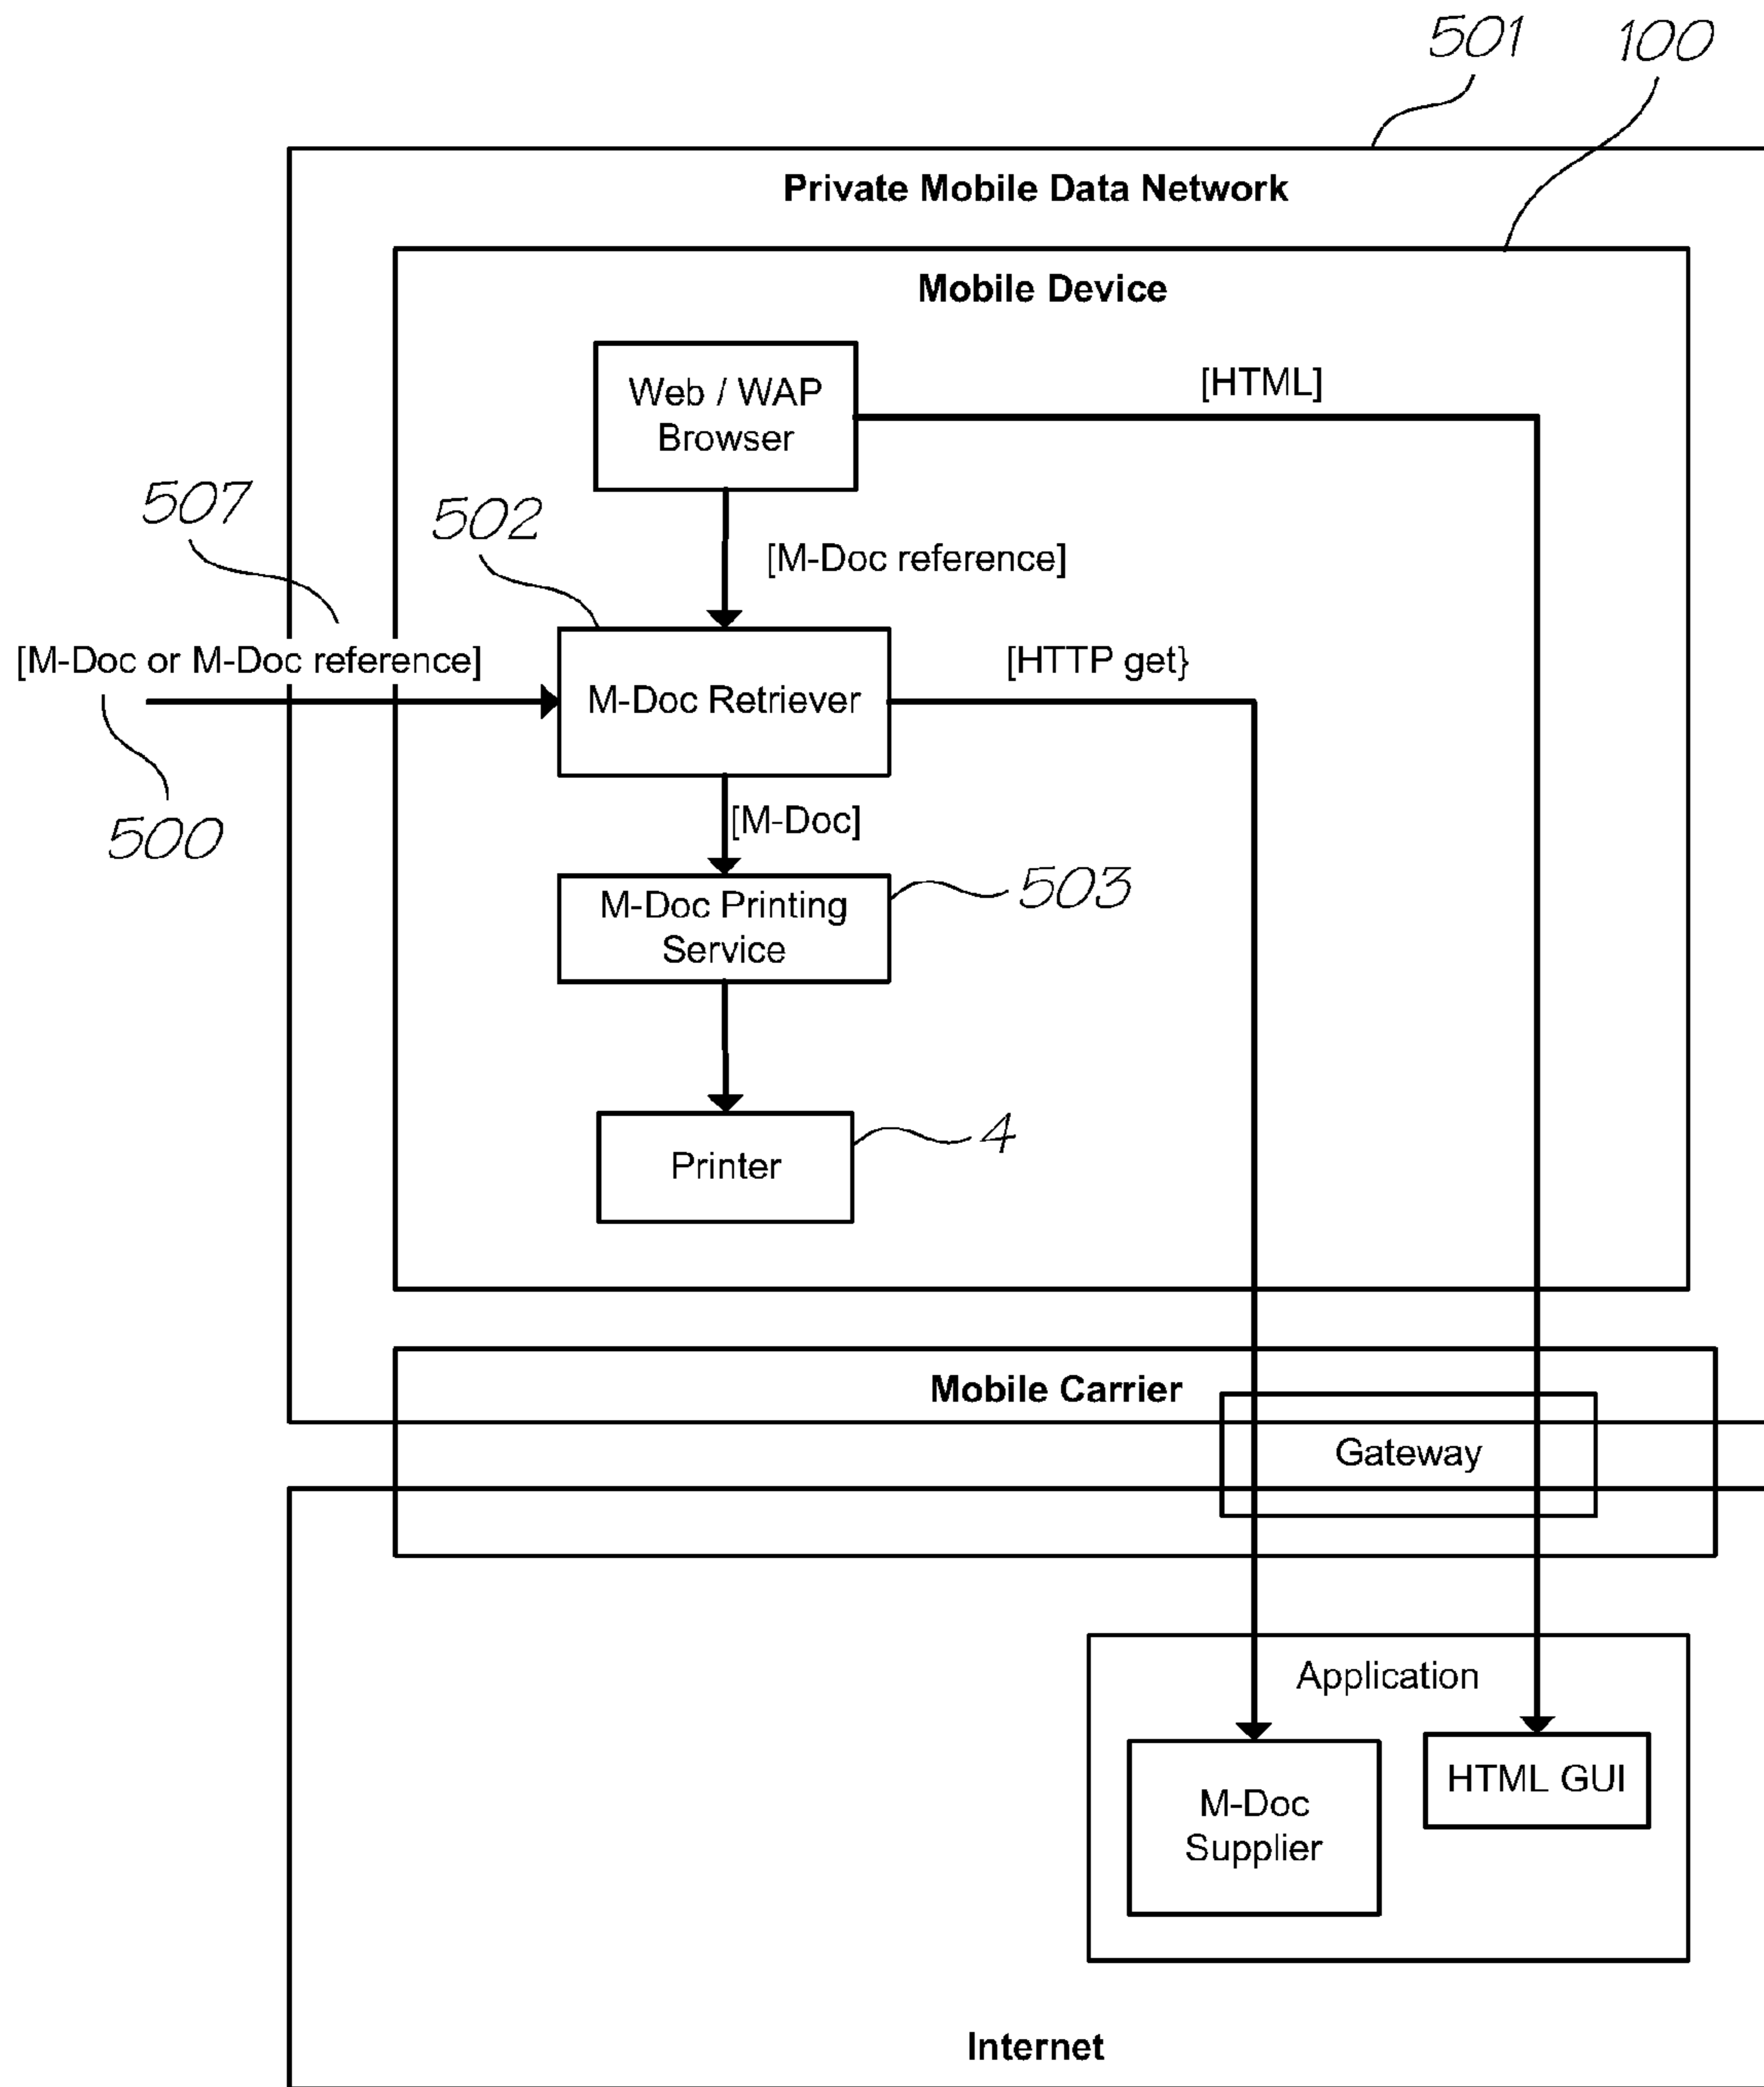 501
100
Private Mobile Data Network
Mobile Device
Web / WAP
Browser
[HTML]
507
502
[M-Doc reference]
[M-Doc or M-Doc reference]
M-Doc Retriever
[HTTP get}
500
[M-Doc]
M-Doc Printing
Service
503
Printer
4
Mobile Carrier
Gateway
Application
M-Doc
Supplier
HTML GUI
Internet